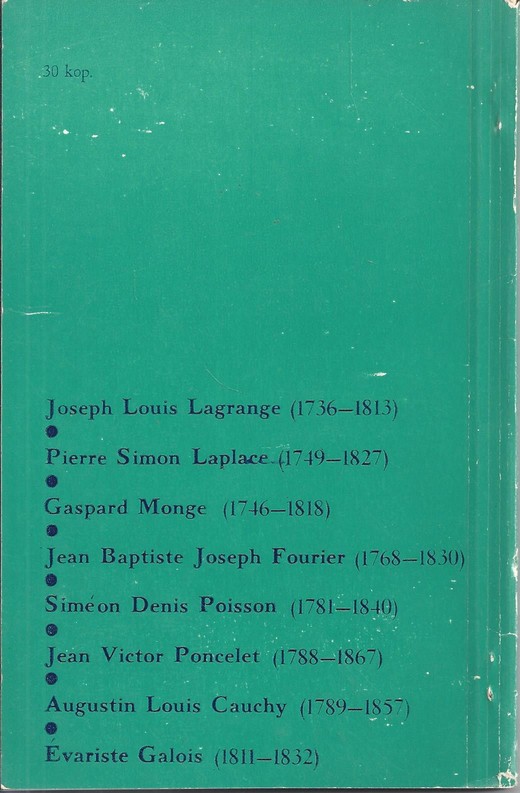 30 kop.
Joseph Louis Lagrange (1736—1813)
Pierre Simon Laplace (1749—1827)
Gaspard Monge (1746—1818)
Jean Baptiste Joseph Fourier (1768—1830)
Siméon Denis Poisson (1781—1840)
Jean Victor Poncelet (1788—1867)
Augustin Louis Cauchy (1789—1857)
Évariste Galois (1811—1832)